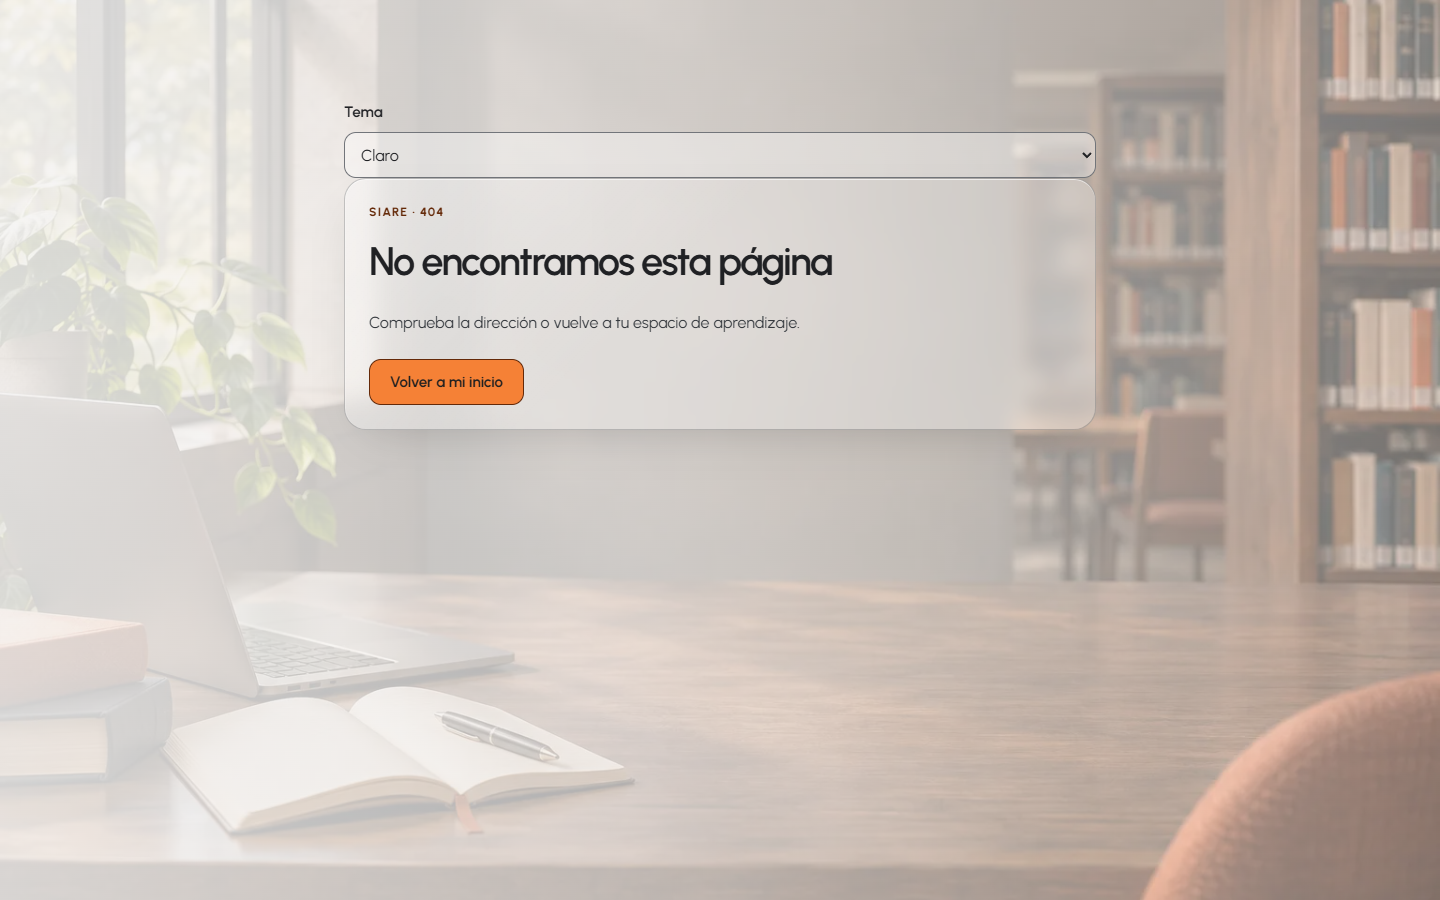 Tema
Claro
SIARE · 404
No encontramos esta página
Comprueba la dirección o vuelve a tu espacio de aprendizaje.
Volver a mi inicio